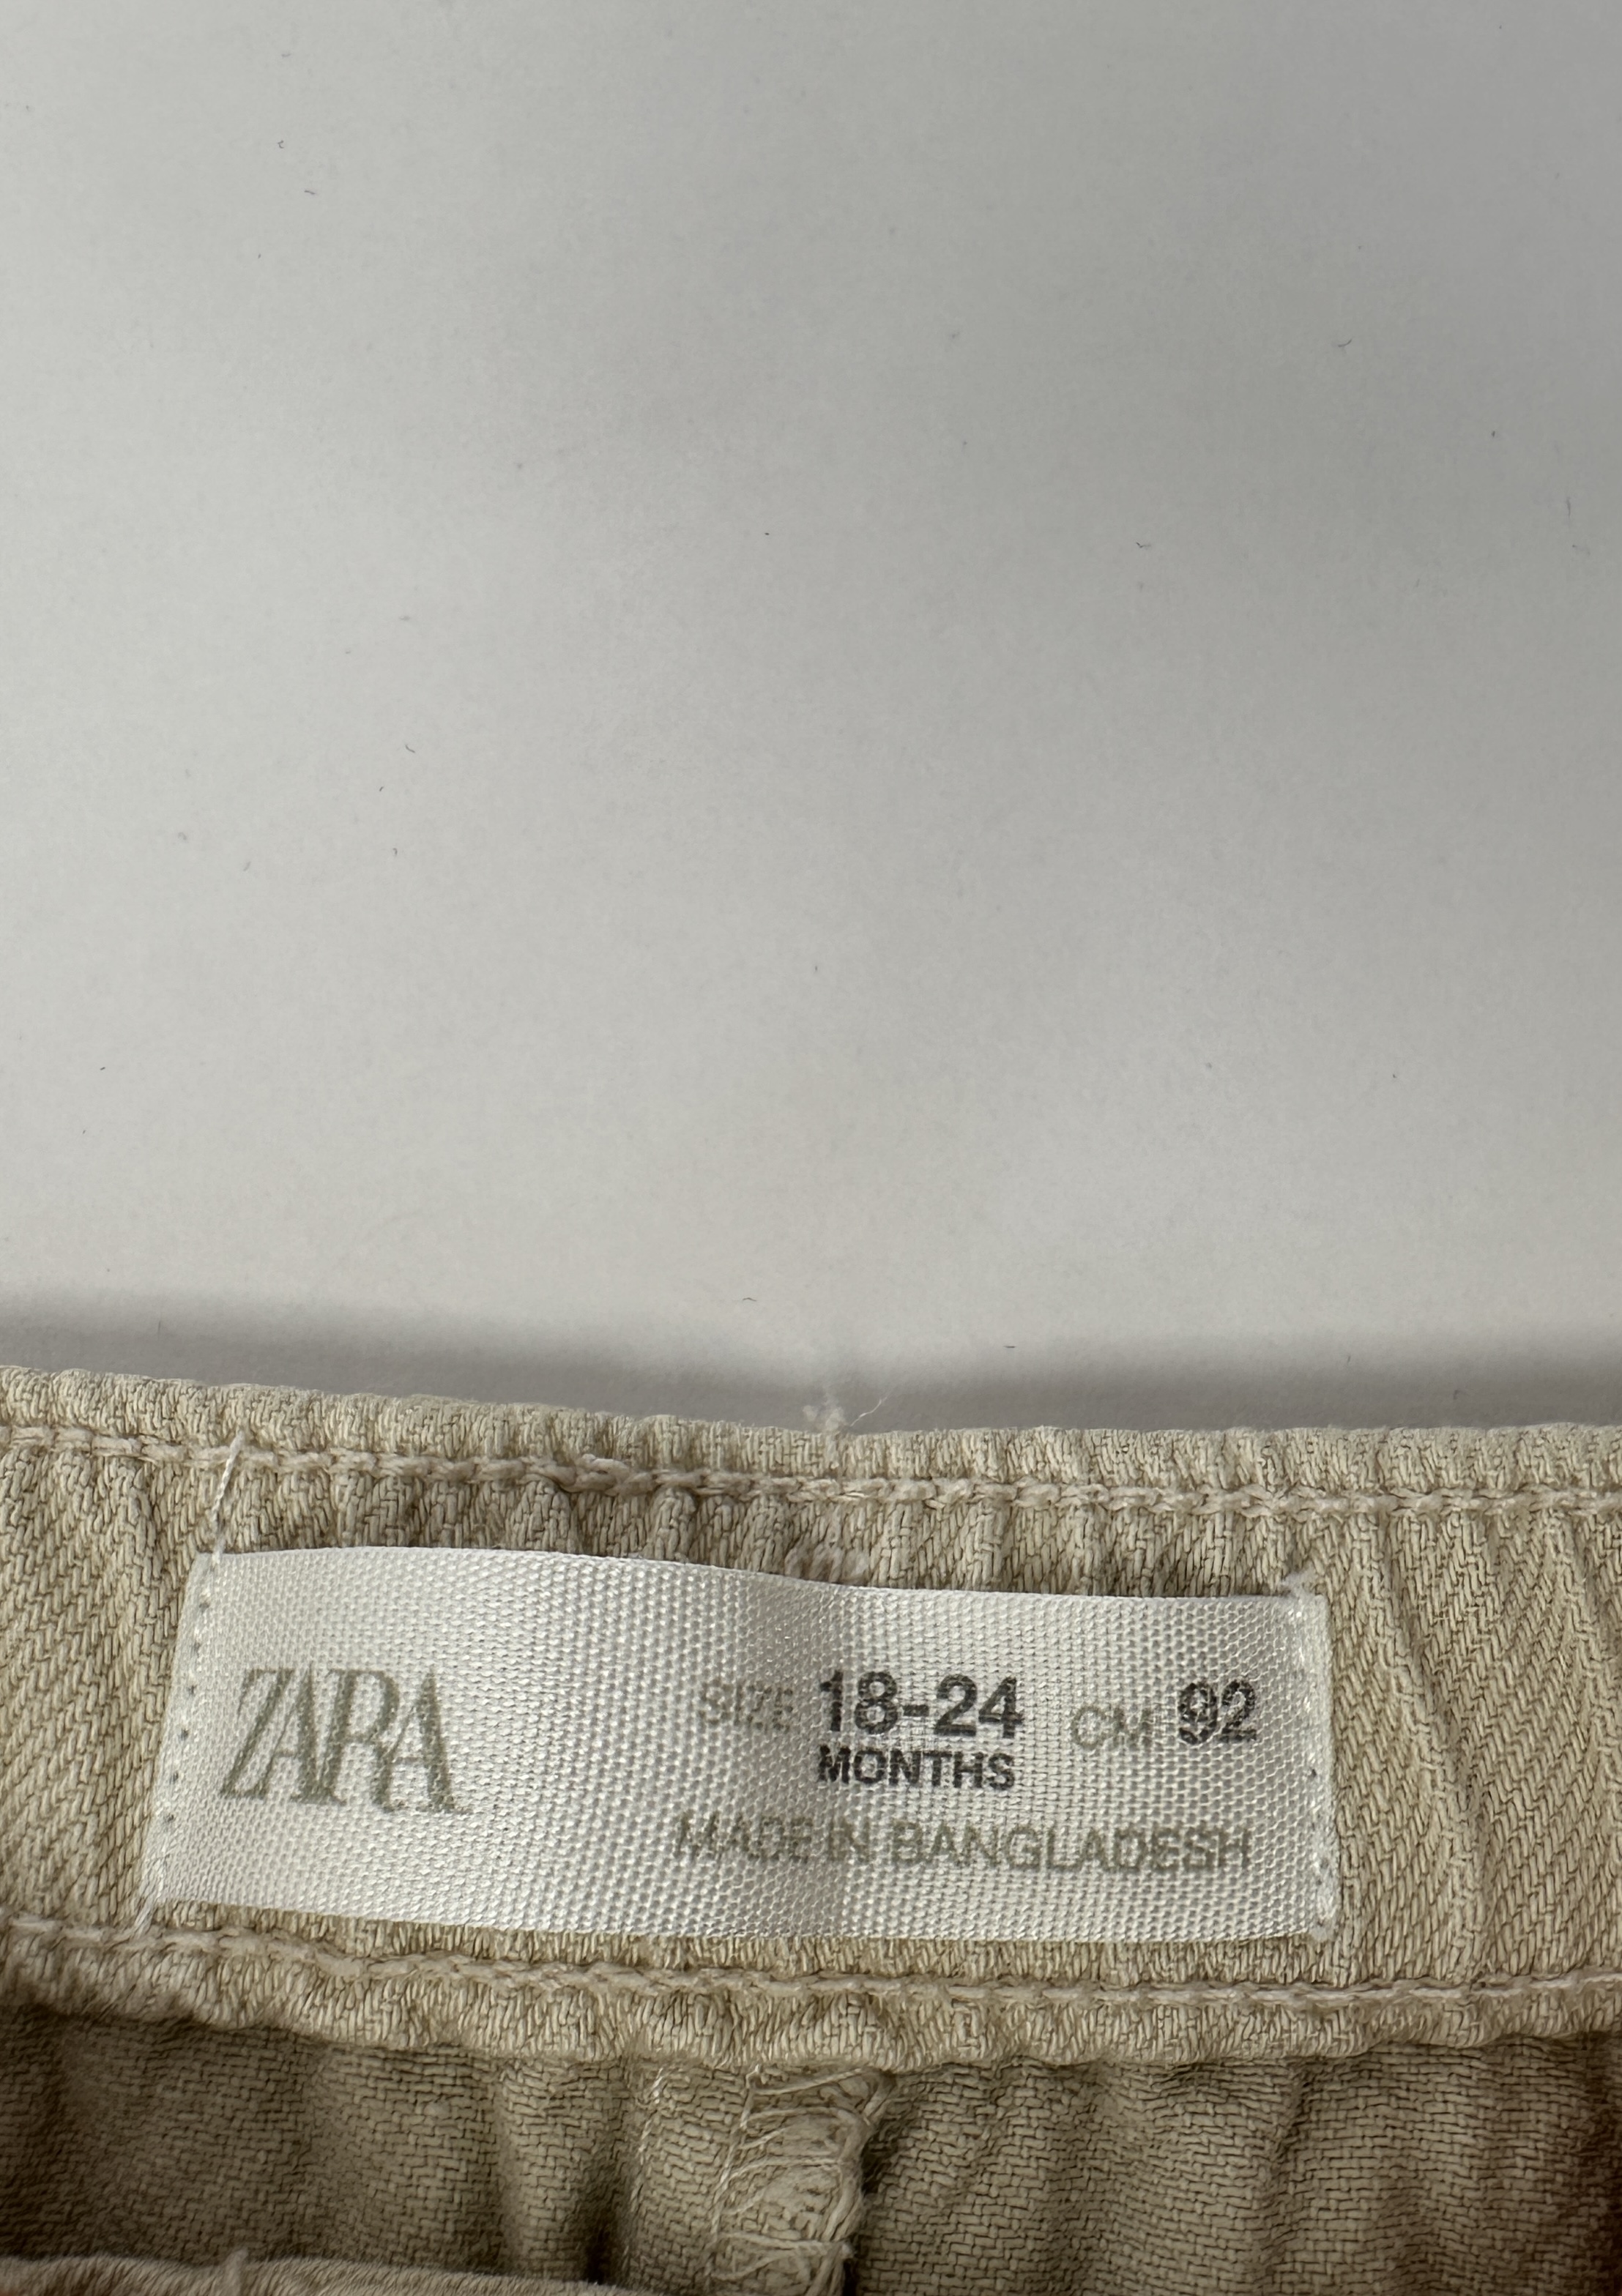 ZARA
SIZE 18-24 CM 92
MONTHS
MADE IN BANGLADESH